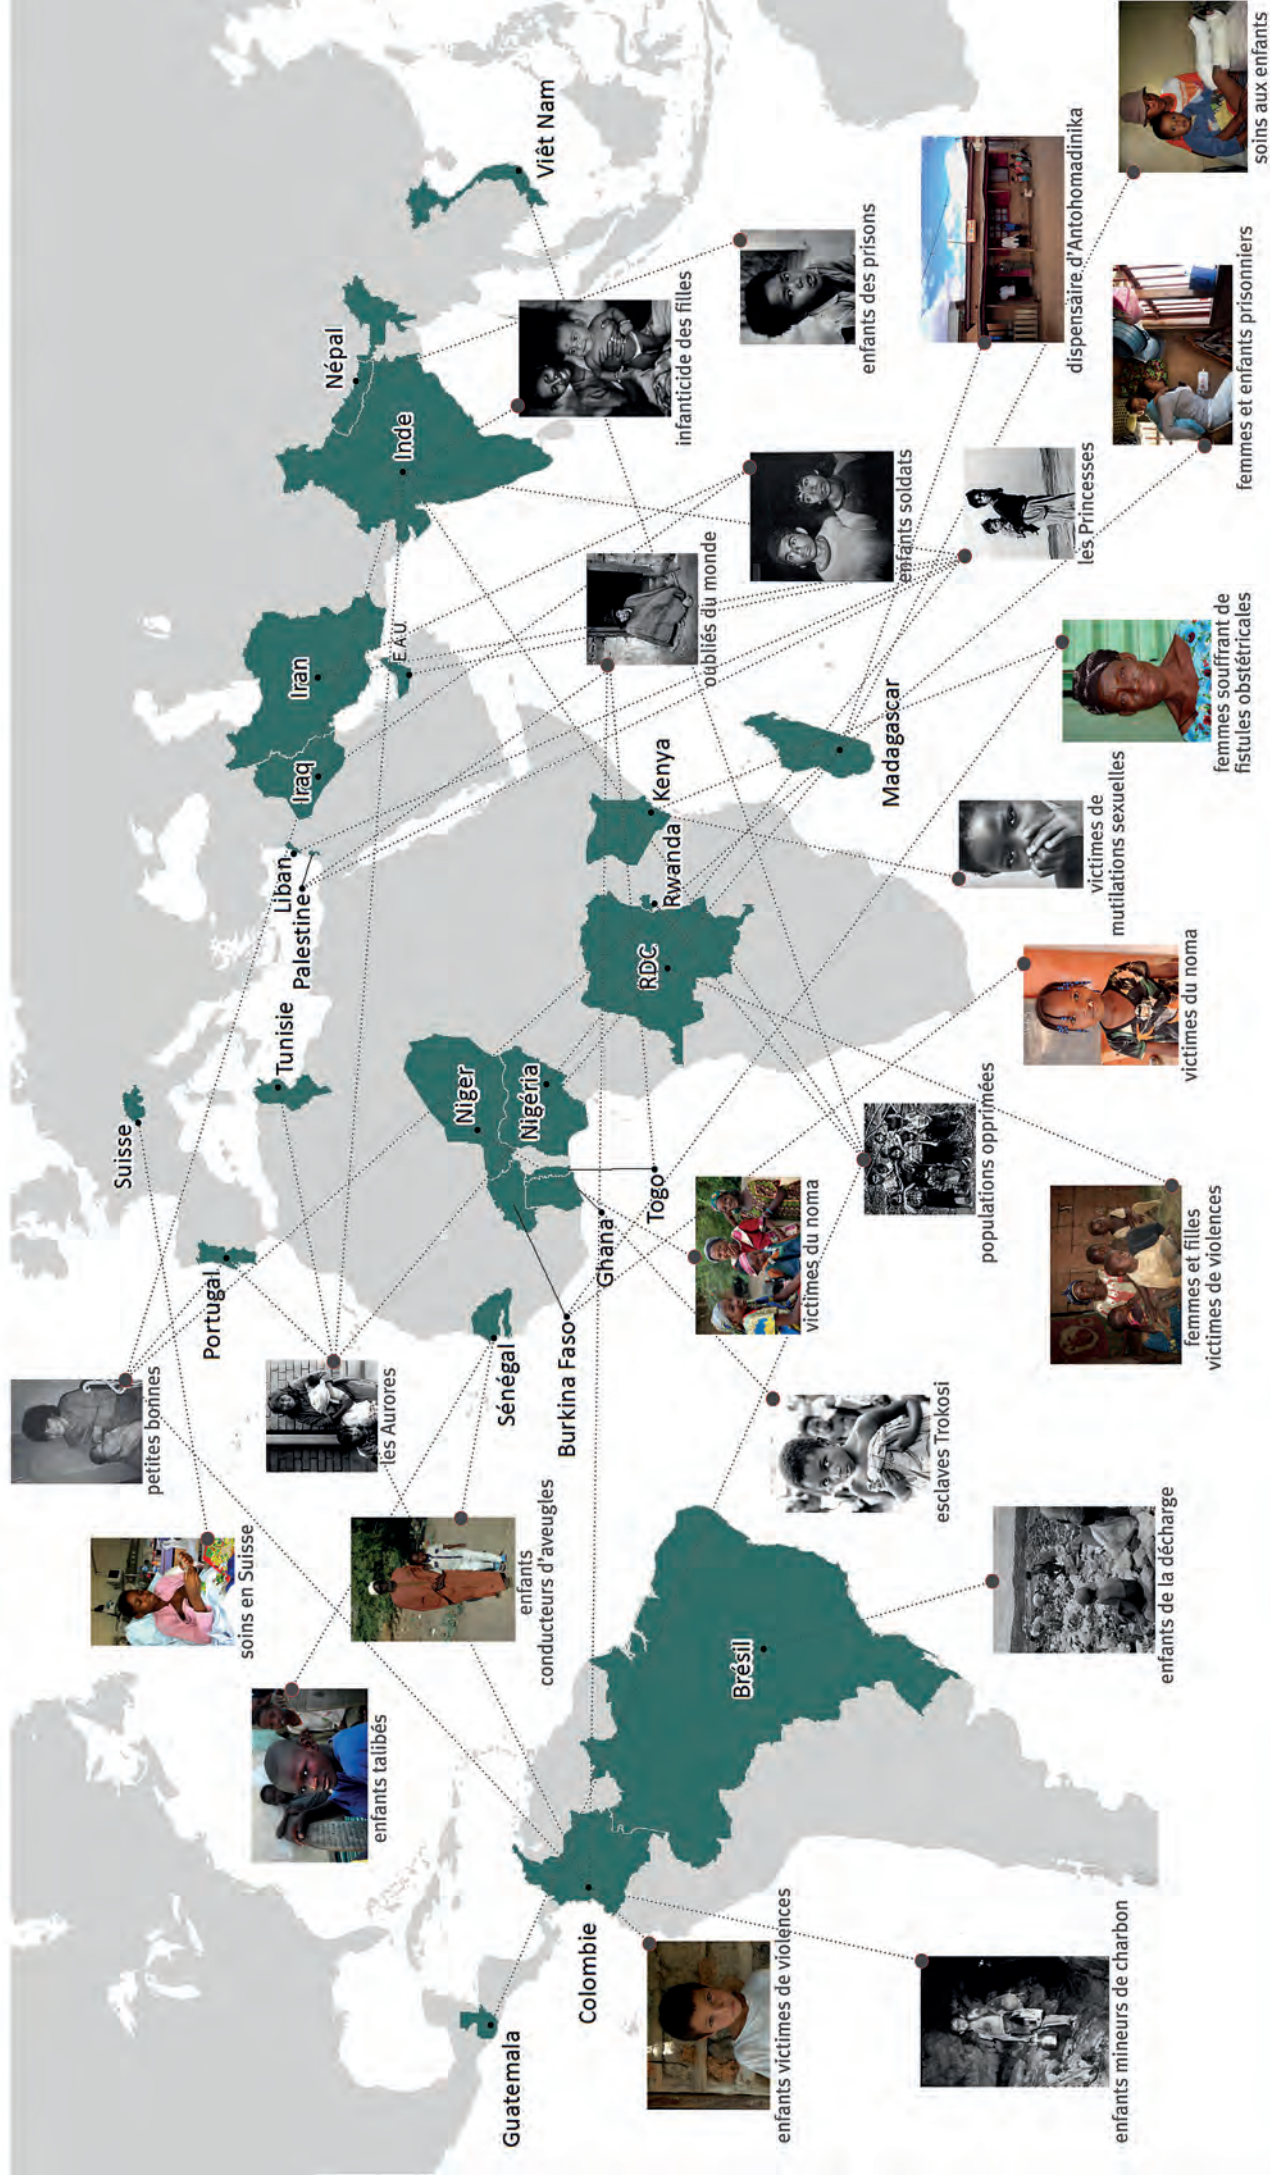 petites bonnes
soins en Suisse
enfants talibés
les Aurores
enfants
conducteurs d'aveugles
Suisse
Portugal
Tunisie
Liban
Palestine
Iraq
Iran
E.A.U.
Népal
Inde
Viêt Nam
Guatemala
Colombie
Brésil
Sénégal
Burkina Faso
Ghana
Togo
Niger
Nigéria
RDC
Rwanda
Kenya
Madagascar
infanticide des filles
enfants des prisons
oubliés du monde
enfants soldats
les Princesses
dispensaire d'Antohomadinika
soins aux enfants
femmes et enfants prisonniers
femmes souffrant de
fistules obstétricales
victimes de
mutilations sexuelles
victimes du noma
victimes du noma
populations opprimées
femmes et filles
victimes de violences
esclaves Trokosi
enfants de la décharge
enfants victimes de violences
enfants mineurs de charbon